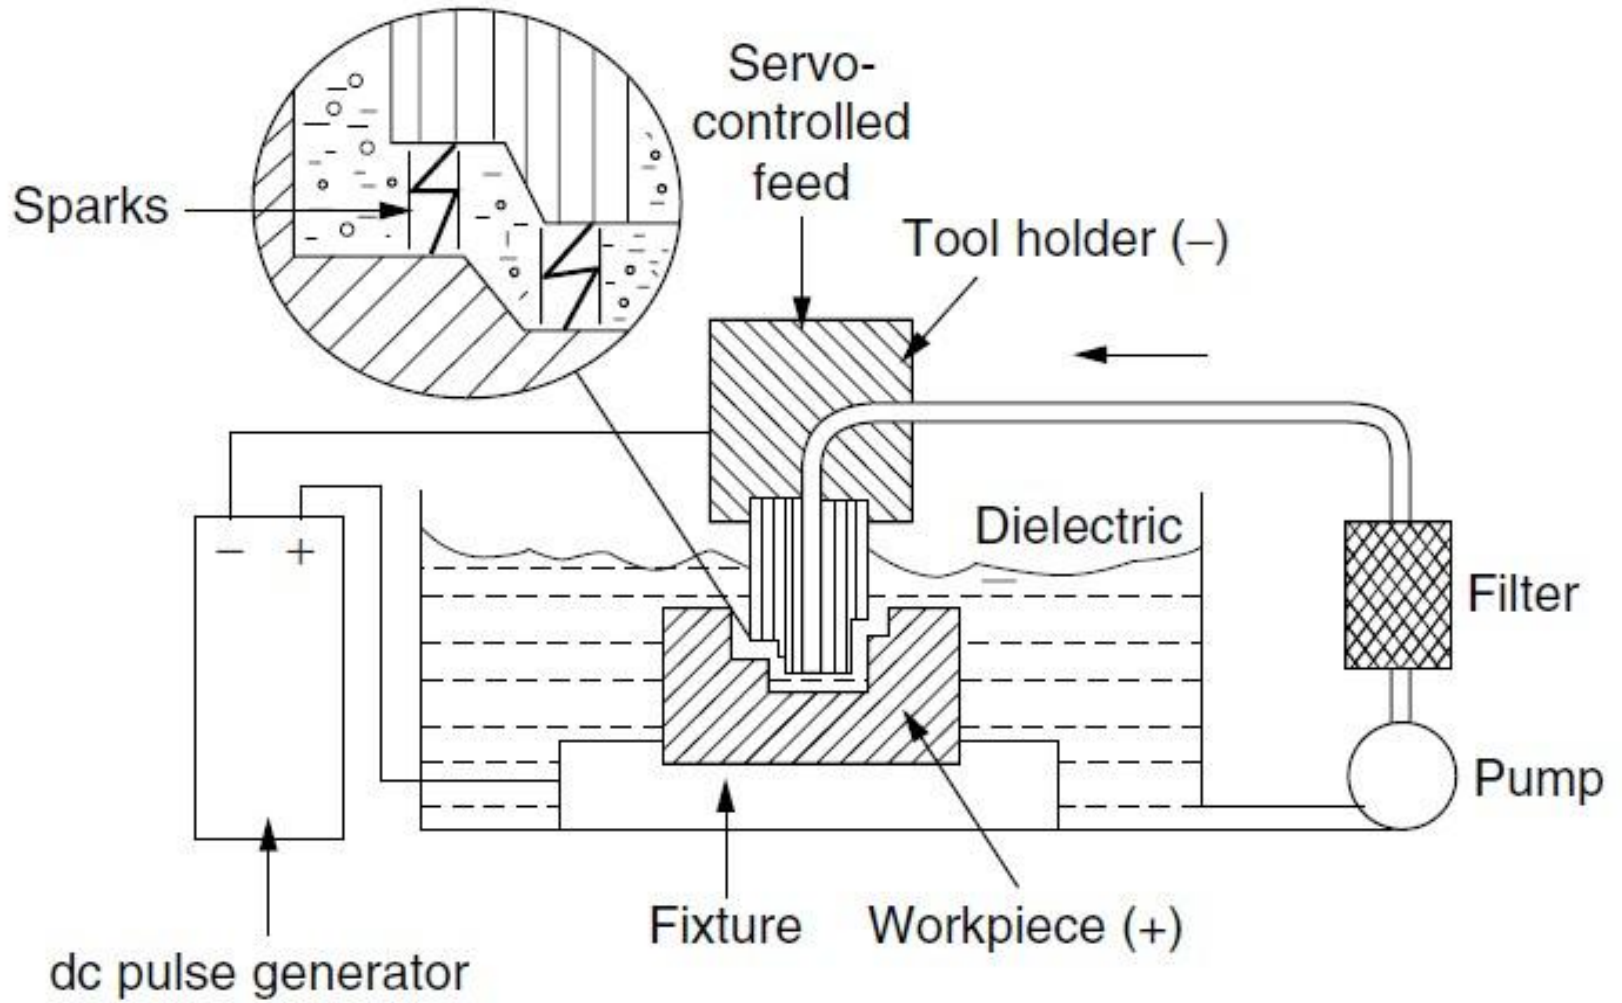 Servo-
controlled
feed
Sparks
Tool holder (–)
Dielectric
– +
Filter
Pump
Fixture
Workpiece (+)
dc pulse generator